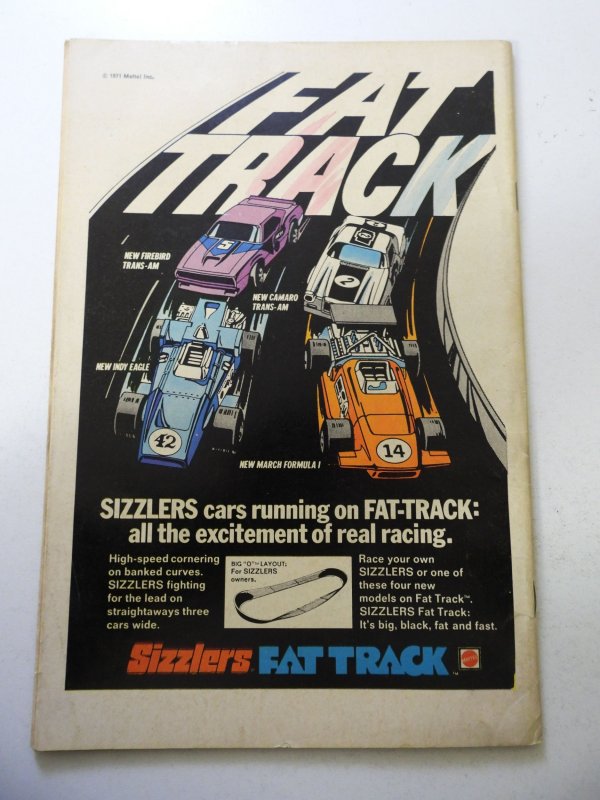 © 1971 Mattel Inc.
FAT
TRACK
5
2
NEW FIREBIRD
TRANS-AM
NEW CAMARO
TRANS-AM
NEW INDY EAGLE
42
14
NEW MARCH FORMULA I
SIZZLERS cars running on FAT-TRACK:
all the excitement of real racing.
High-speed cornering
on banked curves.
SIZZLERS fighting
for the lead on
straightaways three
cars wide.
BIG "O"™ LAYOUT:
For SIZZLERS
owners.
Race your own
SIZZLERS or one of
these four new
models on Fat Track™.
SIZZLERS Fat Track:
It's big, black, fat and fast.
Sizzlers FAT TRACK™